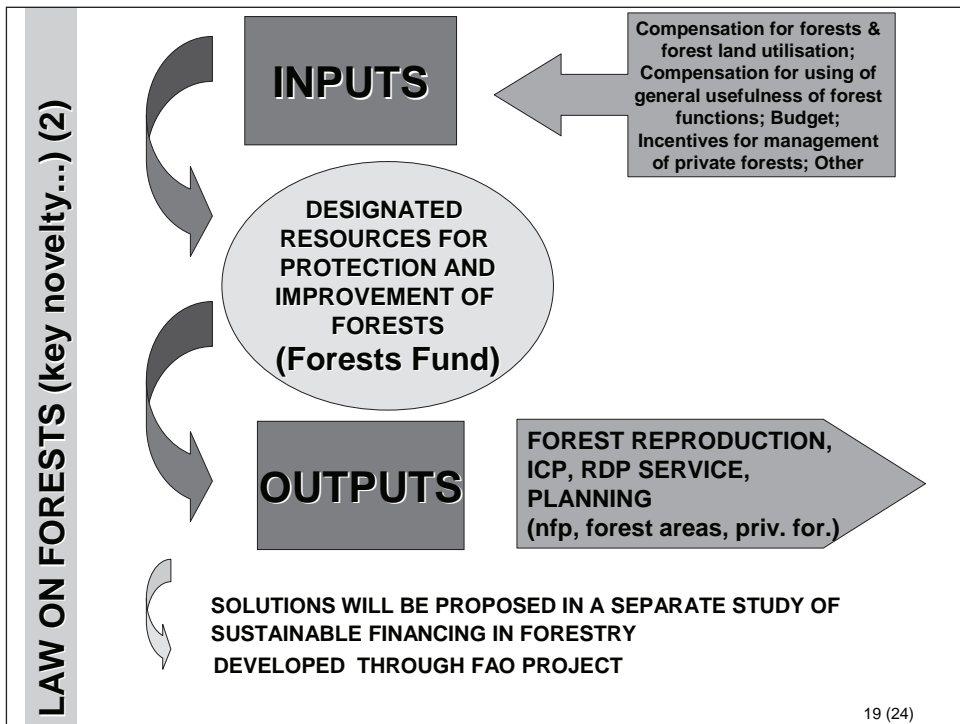 LAW ON FORESTS (key novelty...) (2)
INPUTS
Compensation for forests &
forest land utilisation;
Compensation for using of
general usefulness of forest
functions; Budget;
Incentives for management
of private forests; Other
DESIGNATED
RESOURCES FOR
PROTECTION AND
IMPROVEMENT OF
FORESTS
(Forests Fund)
OUTPUTS
FOREST REPRODUCTION,
ICP, RDP SERVICE,
PLANNING
(nfp, forest areas, priv. for.)
SOLUTIONS WILL BE PROPOSED IN A SEPARATE STUDY OF
SUSTAINABLE FINANCING IN FORESTRY
DEVELOPED THROUGH FAO PROJECT
19 (24)